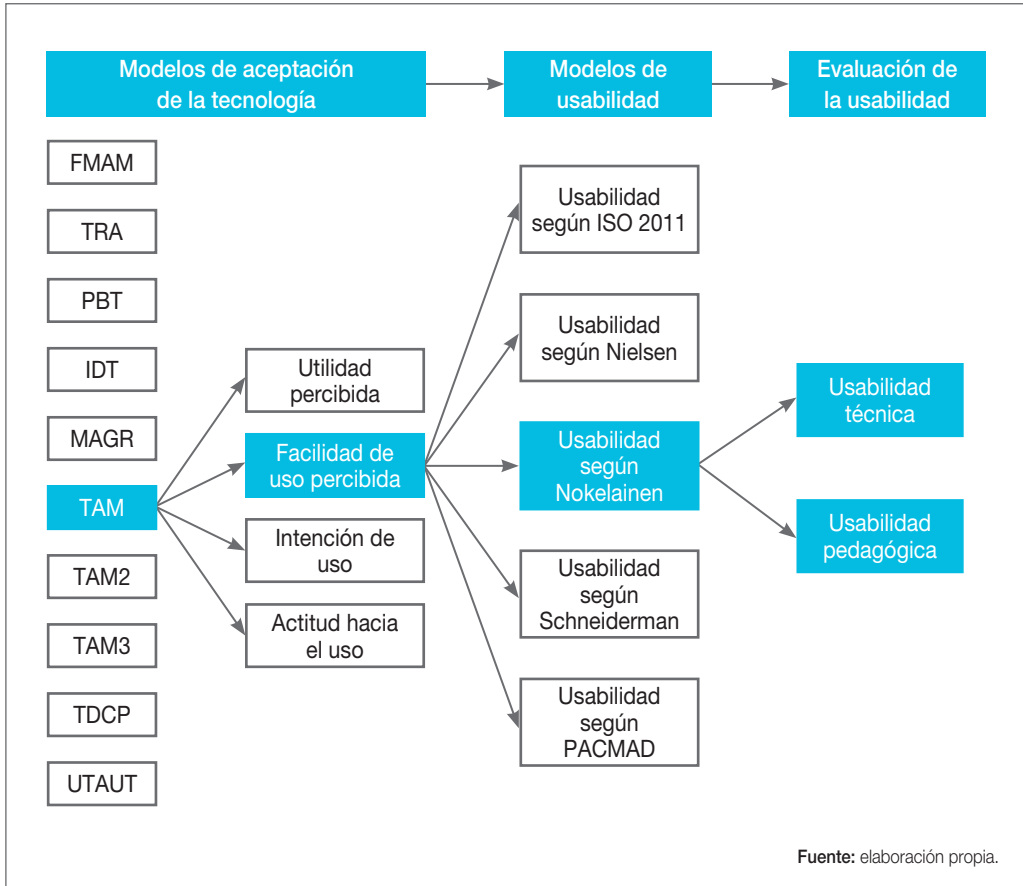 Modelos de aceptación
de la tecnología
Modelos de
usabilidad
Evaluación de
la usabilidad
FMAM
TRA
PBT
IDT
MAGR
TAM
TAM2
TAM3
TDCP
UTAUT
Utilidad
percibida
Facilidad de
uso percibida
Intención de
uso
Actitud hacia
el uso
Usabilidad
según ISO 2011
Usabilidad
según Nielsen
Usabilidad
según
Nokelainen
Usabilidad
según
Schneiderman
Usabilidad
según
PACMAD
Usabilidad
técnica
Usabilidad
pedagógica
Fuente: elaboración propia.